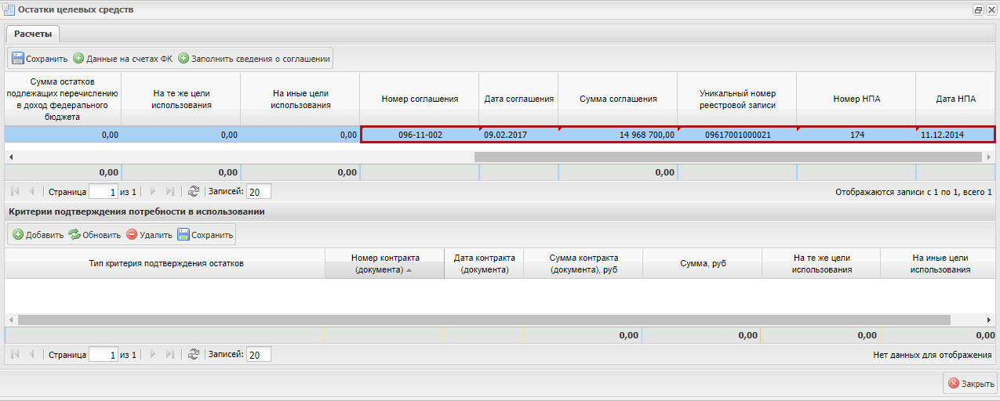 Остатки целевых средств
Расчеты
Сохранить Данные на счетах ФК Заполнить сведения о соглашении
Сумма остатков подлежащих перечислению в доход федерального бюджета На те же цели использования На иные цели использования Номер соглашения Дата соглашения Сумма соглашения Уникальный номер реестровой записи Номер НПА Дата НПА
0,00 0,00 0,00 096-11-002 09.02.2017 14 968 700,00 09617001000021 174 11.12.2014
0,00 0,00 0,00 0,00
Страница 1 из 1 Записей: 20 Отображаются записи с 1 по 1, всего 1
Критерии подтверждения потребности в использовании
Добавить Обновить Удалить Сохранить
Тип критерия подтверждения остатков Номер контракта (документа) Дата контракта (документа) Сумма контракта (документа), руб Сумма, руб На те же цели использования На иные цели использования
0,00 0,00 0,00 0,00
Страница 1 из 1 Записей: 20 Нет данных для отображения
Закрыть